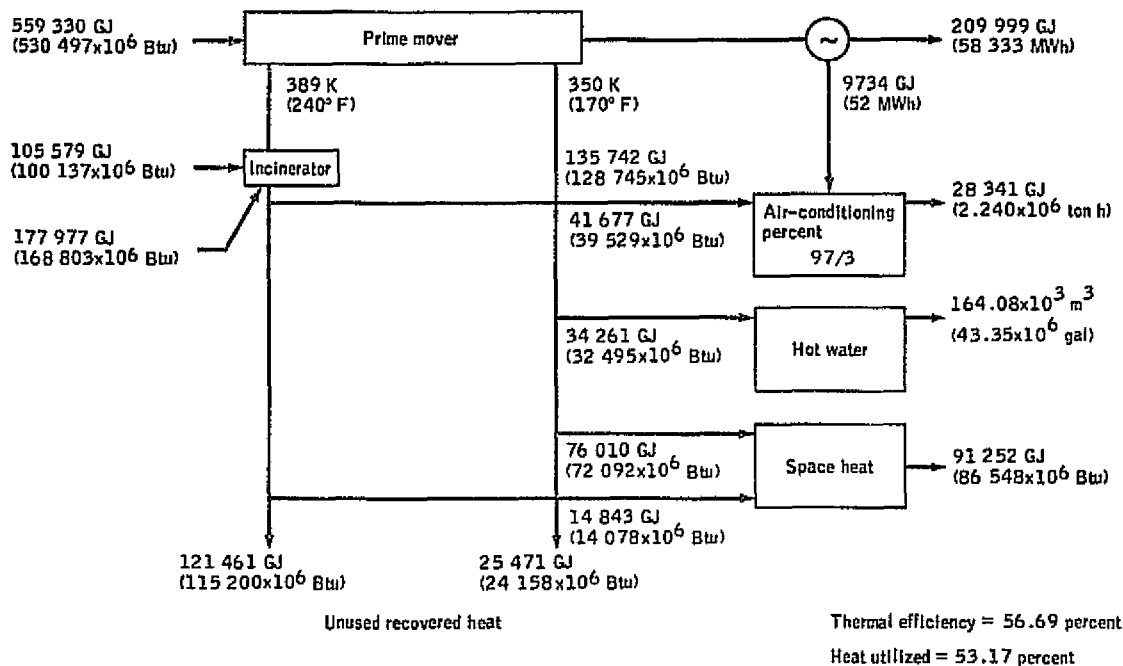 559 330 GJ
(530 497x10⁶ Btu)
Prime mover
~
209 999 GJ
(58 333 MWh)
389 K
(240° F)
350 K
(170° F)
9734 GJ
(52 MWh)
105 579 GJ
(100 137x10⁶ Btu)
Incinerator
135 742 GJ
(128 745x10⁶ Btu)
177 977 GJ
(168 803x10⁶ Btu)
41 677 GJ
(39 529x10⁶ Btu)
Air-conditioning
percent
97/3
28 341 GJ
(2.240x10⁶ ton h)
34 261 GJ
(32 495x10⁶ Btu)
Hot water
164.08x10³ m³
(43.35x10⁶ gal)
76 010 GJ
(72 092x10⁶ Btu)
Space heat
91 252 GJ
(86 548x10⁶ Btu)
14 843 GJ
(14 078x10⁶ Btu)
121 461 GJ
(115 200x10⁶ Btu)
25 471 GJ
(24 158x10⁶ Btu)
Unused recovered heat
Thermal efficiency = 56.69 percent
Heat utilized = 53.17 percent